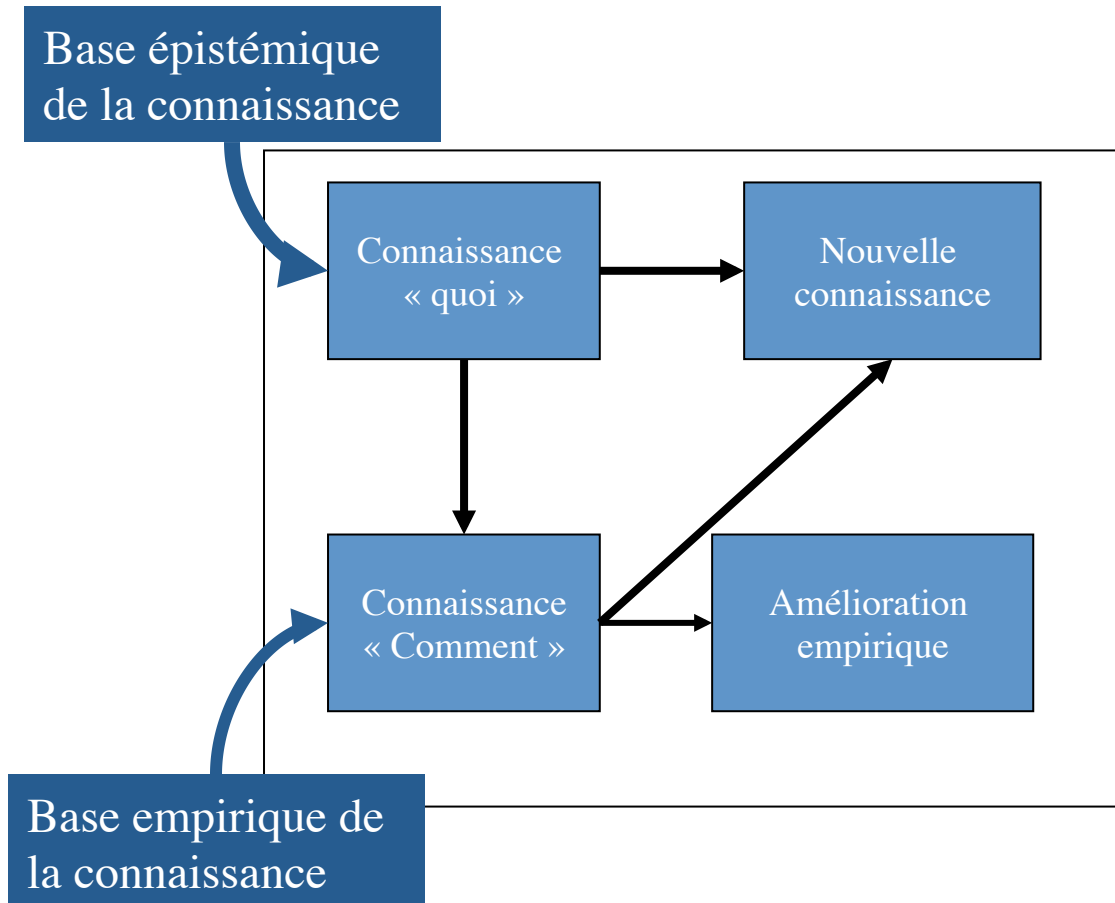 Base épistémique
de la connaissance
Connaissance
« quoi »
Nouvelle
connaissance
Connaissance
« Comment »
Amélioration
empirique
Base empirique de
la connaissance